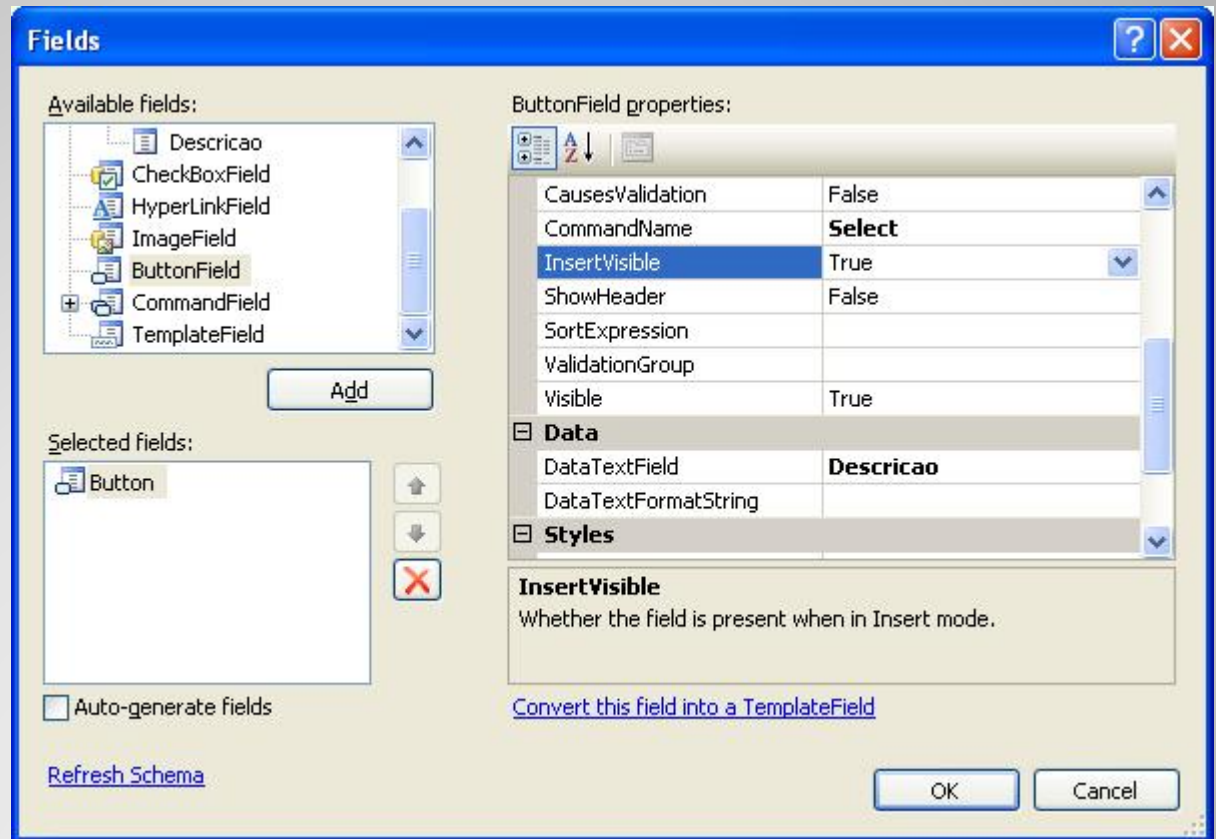 Fields
Available fields:
Descricao
CheckBoxField
HyperLinkField
ImageField
ButtonField
CommandField
TemplateField
Add
Selected fields:
Button
Auto-generate fields
Refresh Schema
ButtonField properties:
CausesValidation False
CommandName Select
InsertVisible True
ShowHeader False
SortExpression
ValidationGroup
Visible True
Data
DataTextField Descricao
DataTextFormatString
Styles
InsertVisible
Whether the field is present when in Insert mode.
Convert this field into a TemplateField
OK Cancel